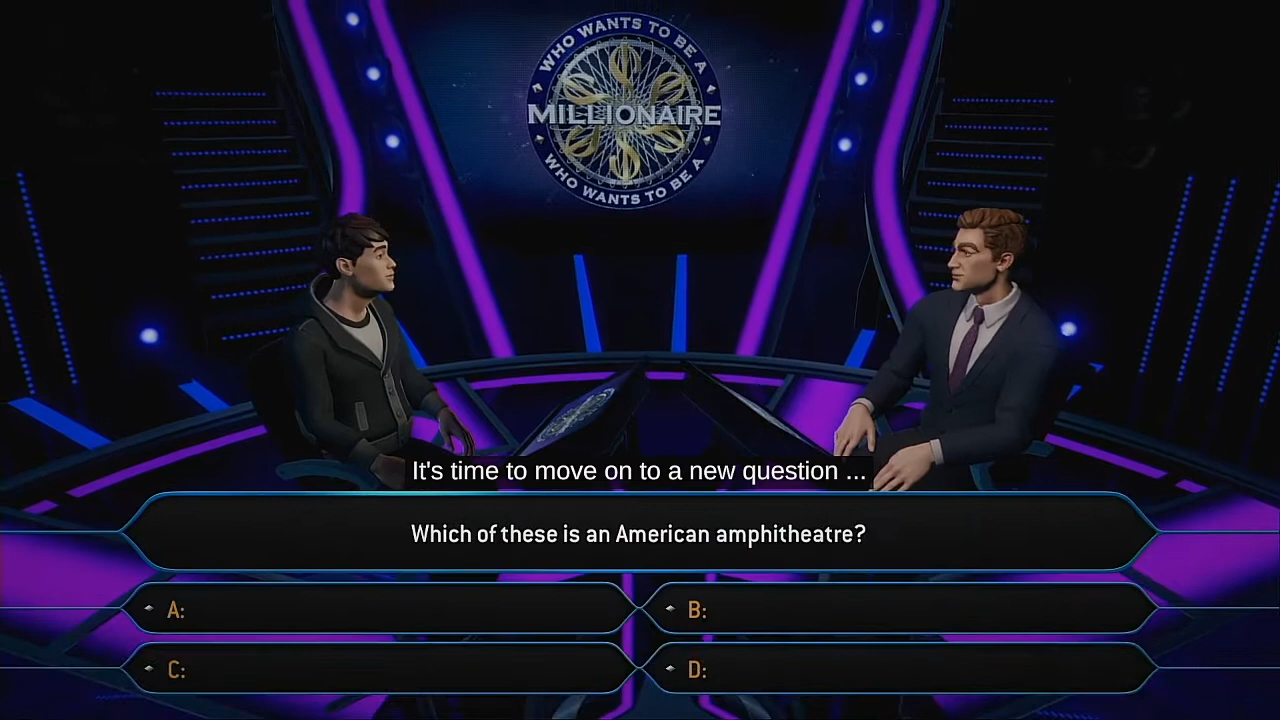 WHO WANTS TO BE A
MILLIONAIRE
WHO WANTS TO BE A
It's time to move on to a new question ...
Which of these is an American amphitheatre?
A:
B:
C:
D: